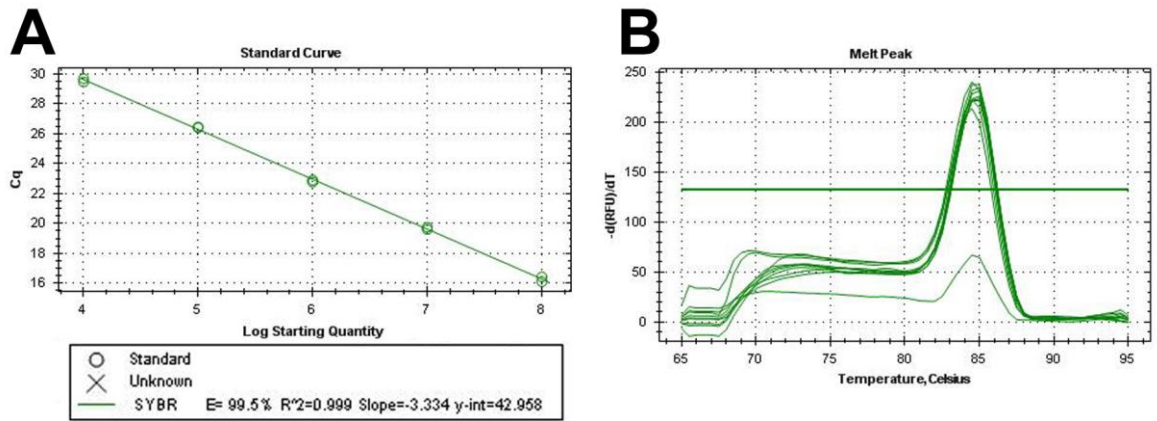 A
Standard Curve
30
28
26
24
22
20
18
16
Cq
4 5 6 7 8
Log Starting Quantity
Standard
Unknown
SYBR E= 99.5% R^2=0.999 Slope=-3.334 y-int=42.958
B
Melt Peak
250
200
150
100
50
0
-d(RFU)/dT
65 70 75 80 85 90 95
Temperature, Celsius